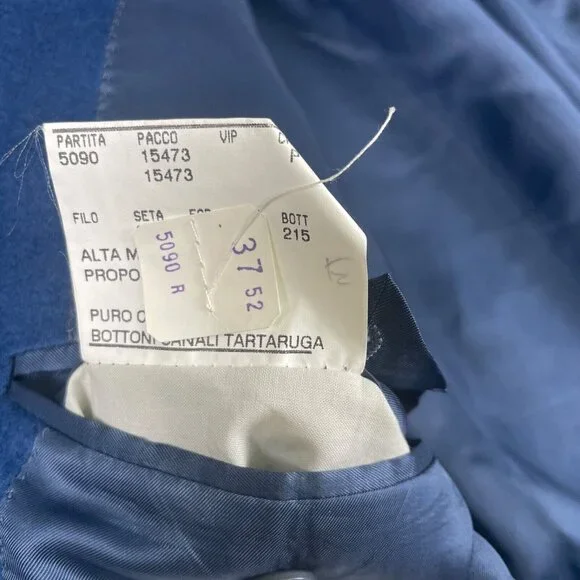 PARTITA PACCO VIP
5090 15473
15473
FILO SETA BOTT
215
ALTA M
PROPO
PURO C
BOTTONI CANALI TARTARUGA
5090 R
37 52